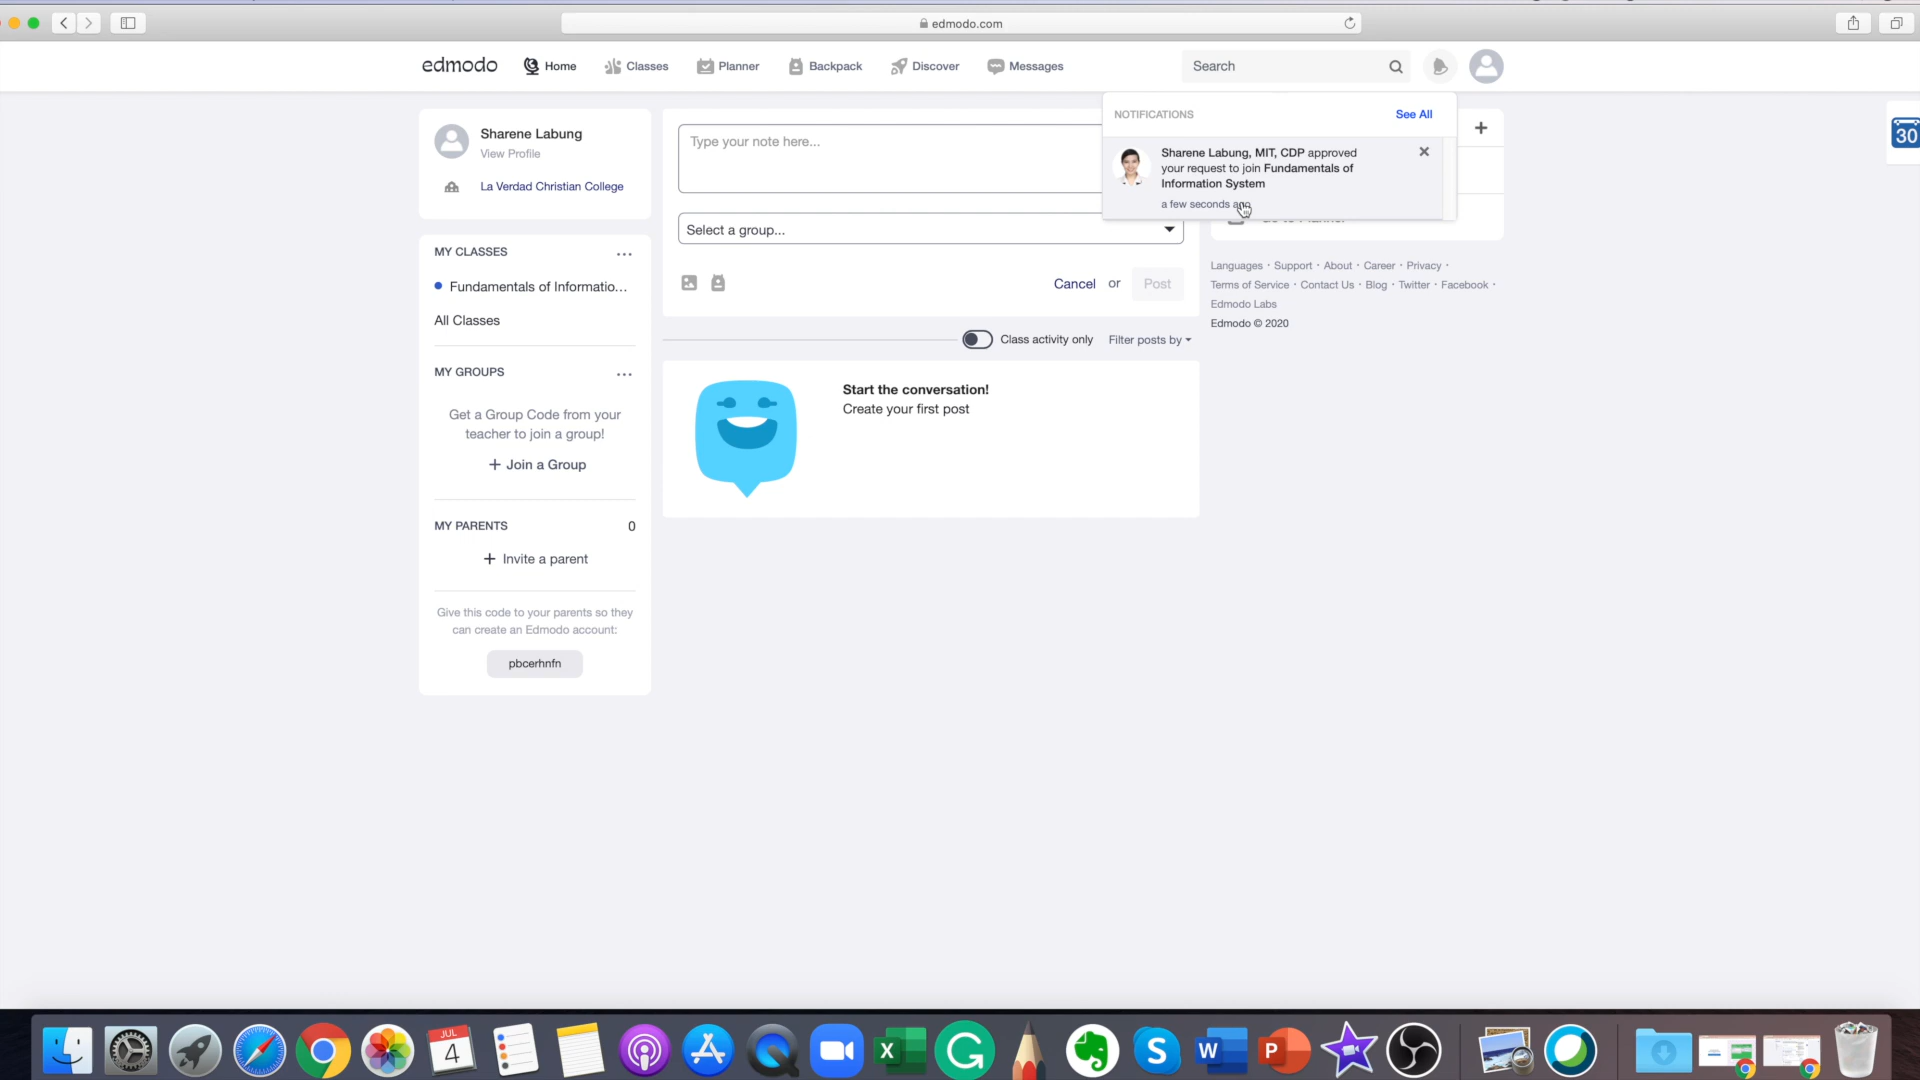 edmodo.com
edmodo
Home
Classes
Planner
Backpack
Discover
Messages
Search
Sharene Labung
View Profile
La Verdad Christian College
MY CLASSES
Fundamentals of Informatio...
All Classes
MY GROUPS
Get a Group Code from your
teacher to join a group!
+ Join a Group
MY PARENTS 0
+ Invite a parent
Give this code to your parents so they
can create an Edmodo account:
pbcerhnfn
Type your note here...
Select a group...
Cancel or Post
Class activity only
Filter posts by
Start the conversation!
Create your first post
NOTIFICATIONS See All
Sharene Labung, MIT, CDP approved
your request to join Fundamentals of
Information System
a few seconds ago
30
Languages · Support · About · Career · Privacy ·
Terms of Service · Contact Us · Blog · Twitter · Facebook ·
Edmodo Labs
Edmodo © 2020
JUL
4
X
G
S
W
P